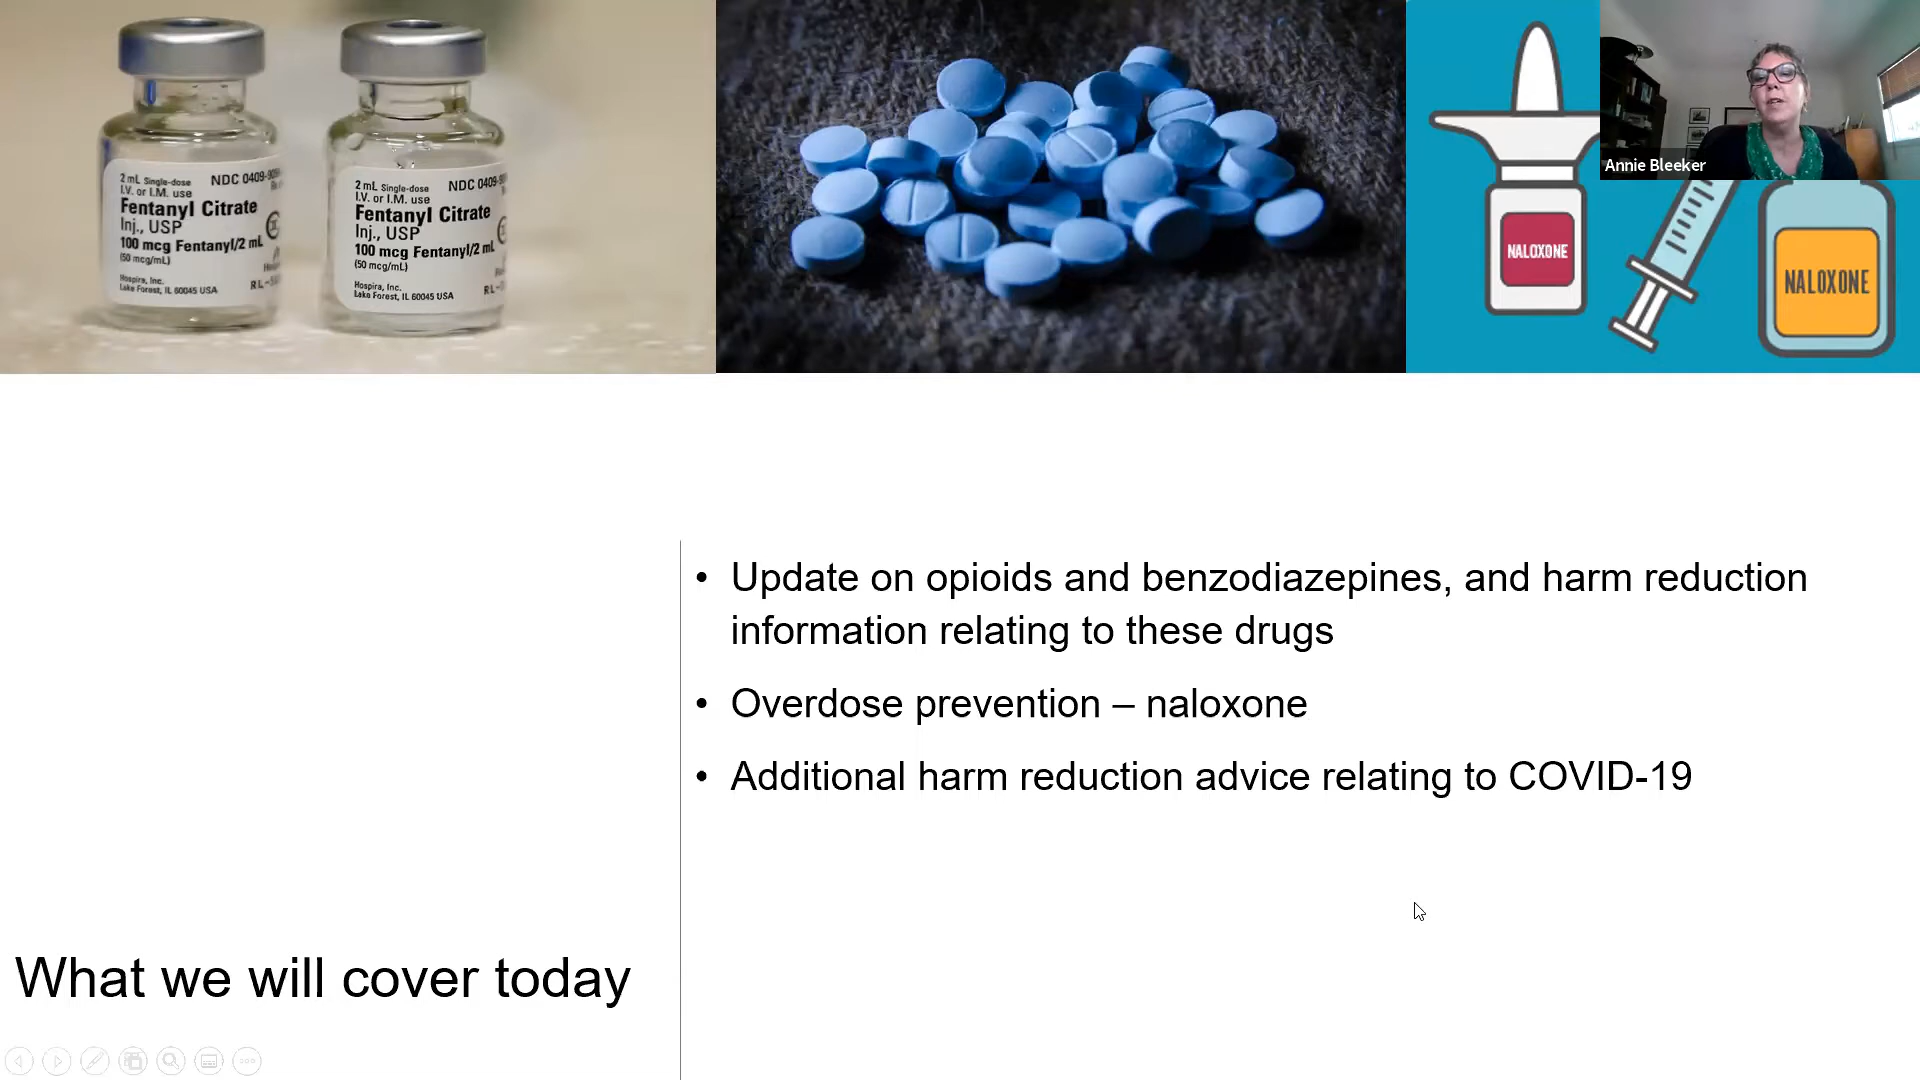 2 mL Single-dose
I.V. or I.M. use
NDC 0409-909
Fentanyl Citrate
Inj., USP
100 mcg Fentanyl/2 mL
(50 mcg/mL)
Hospira, Inc.
Lake Forest, IL 60045 USA
RL-
2 mL Single-dose
I.V. or I.M. use
NDC 0409-90
Fentanyl Citrate
Inj., USP
100 mcg Fentanyl/2 mL
(50 mcg/mL)
Hospira, Inc.
Lake Forest, IL 60045 USA
RL-
NALOXONE
NALOXONE
Annie Bleeker
• Update on opioids and benzodiazepines, and harm reduction
information relating to these drugs
• Overdose prevention – naloxone
• Additional harm reduction advice relating to COVID-19
What we will cover today